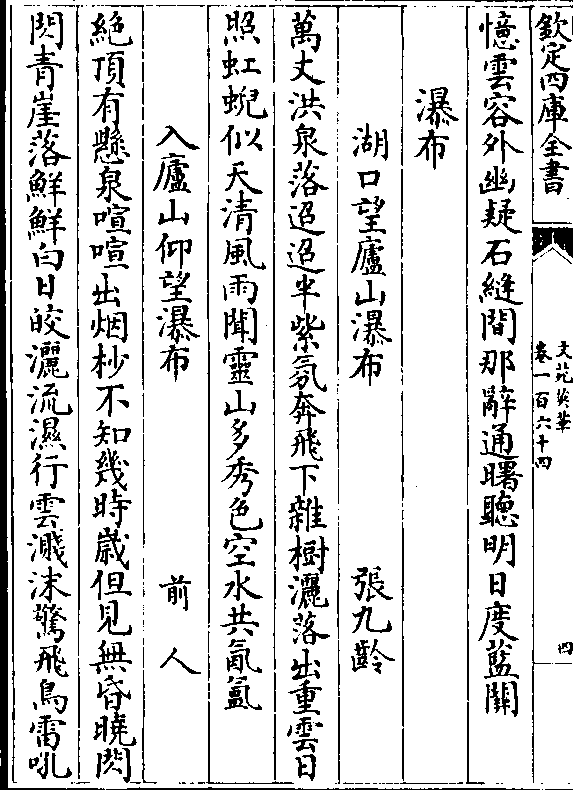 欽定四庫全書
文苑英華
卷一百六十四
四
憶雲容外幽疑石縫間那辭通曙聽明日度藍關
瀑布
湖口望廬山瀑布 張九齡
萬丈洪泉落迢迢半紫氛奔飛下雜樹灑落出重雲日
照虹蜺似天清風雨聞靈山多秀色空水共氤氳
入廬山仰望瀑布 前人
絶頂有懸泉喧喧出烟杪不知幾時歲但見無昏曉閃
閃青崖落鮮鮮白日皎灑流濕行雲濺沫驚飛鳥雷吼